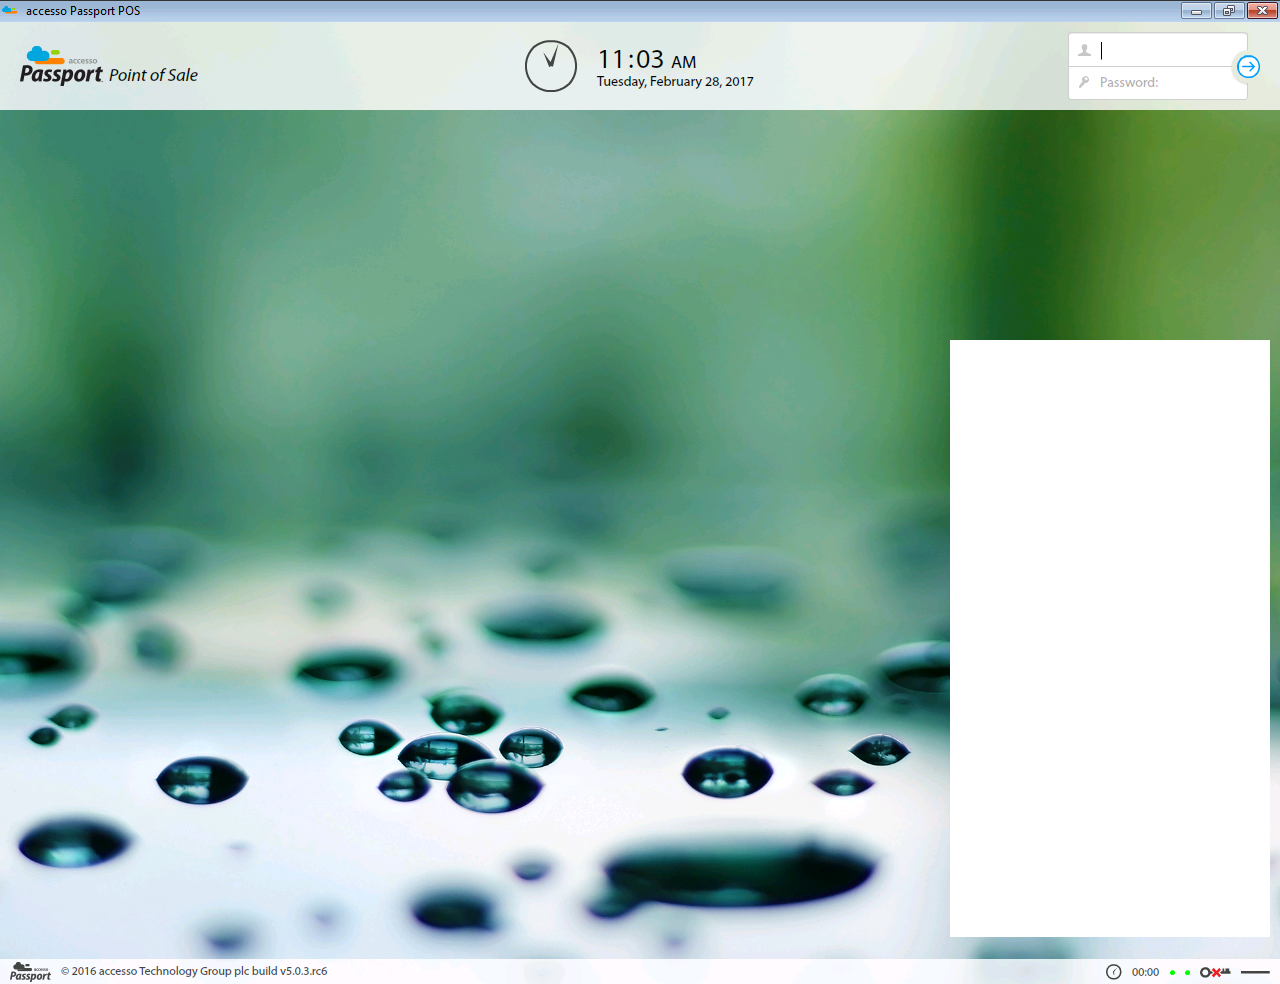 accesso Passport POS
accesso
Passport Point of Sale
11:03 AM
Tuesday, February 28, 2017
Password:
accesso
Passport
© 2016 accesso Technology Group plc build v5.0.3.rc6
00:00